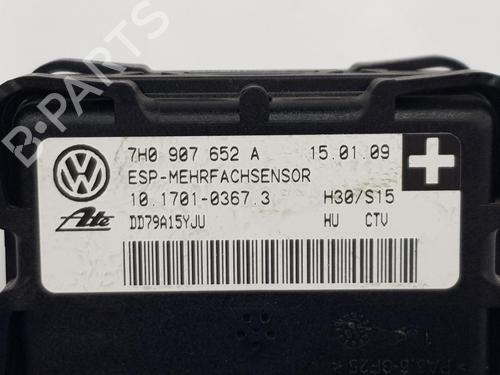 7H0 907 652 A 15.01.09
ESP-MEHRFACHSENSOR
10.1701-0367.3 H30/S15
Ate DD79A15YJU HU CTV
B-PARTS